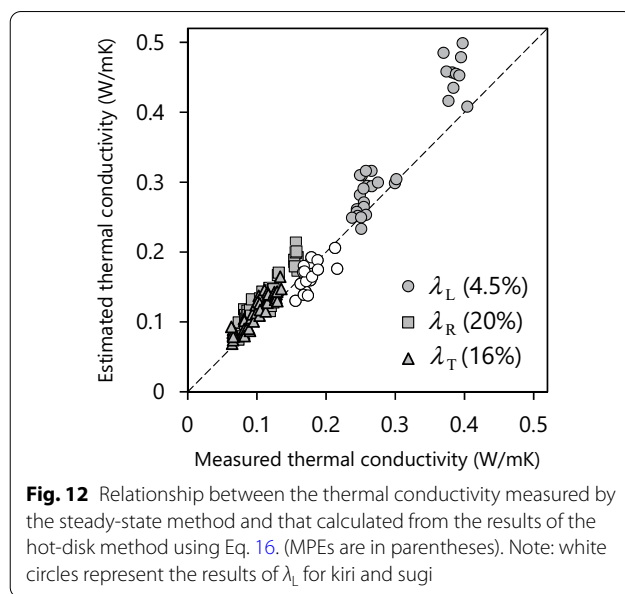 0.5
0.4
0.3
0.2
0.1
0
Estimated thermal conductivity (W/mK)
λL (4.5%)
λR (20%)
λT (16%)
0 0.1 0.2 0.3 0.4 0.5
Measured thermal conductivity (W/mK)
Fig. 12 Relationship between the thermal conductivity measured by
the steady-state method and that calculated from the results of the
hot-disk method using Eq. 16. (MPEs are in parentheses). Note: white
circles represent the results of λL for kiri and sugi